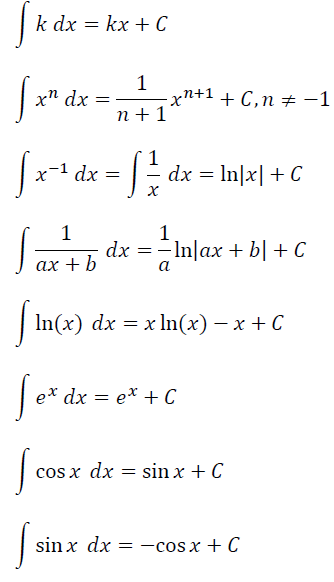 ∫ k dx = kx + C
∫ xⁿ dx = 1/(n + 1) xⁿ⁺¹ + C, n ≠ −1
∫ x⁻¹ dx = ∫ 1/x dx = ln|x| + C
∫ 1/(ax + b) dx = 1/a ln|ax + b| + C
∫ ln(x) dx = x ln(x) − x + C
∫ eˣ dx = eˣ + C
∫ cos x dx = sin x + C
∫ sin x dx = −cos x + C